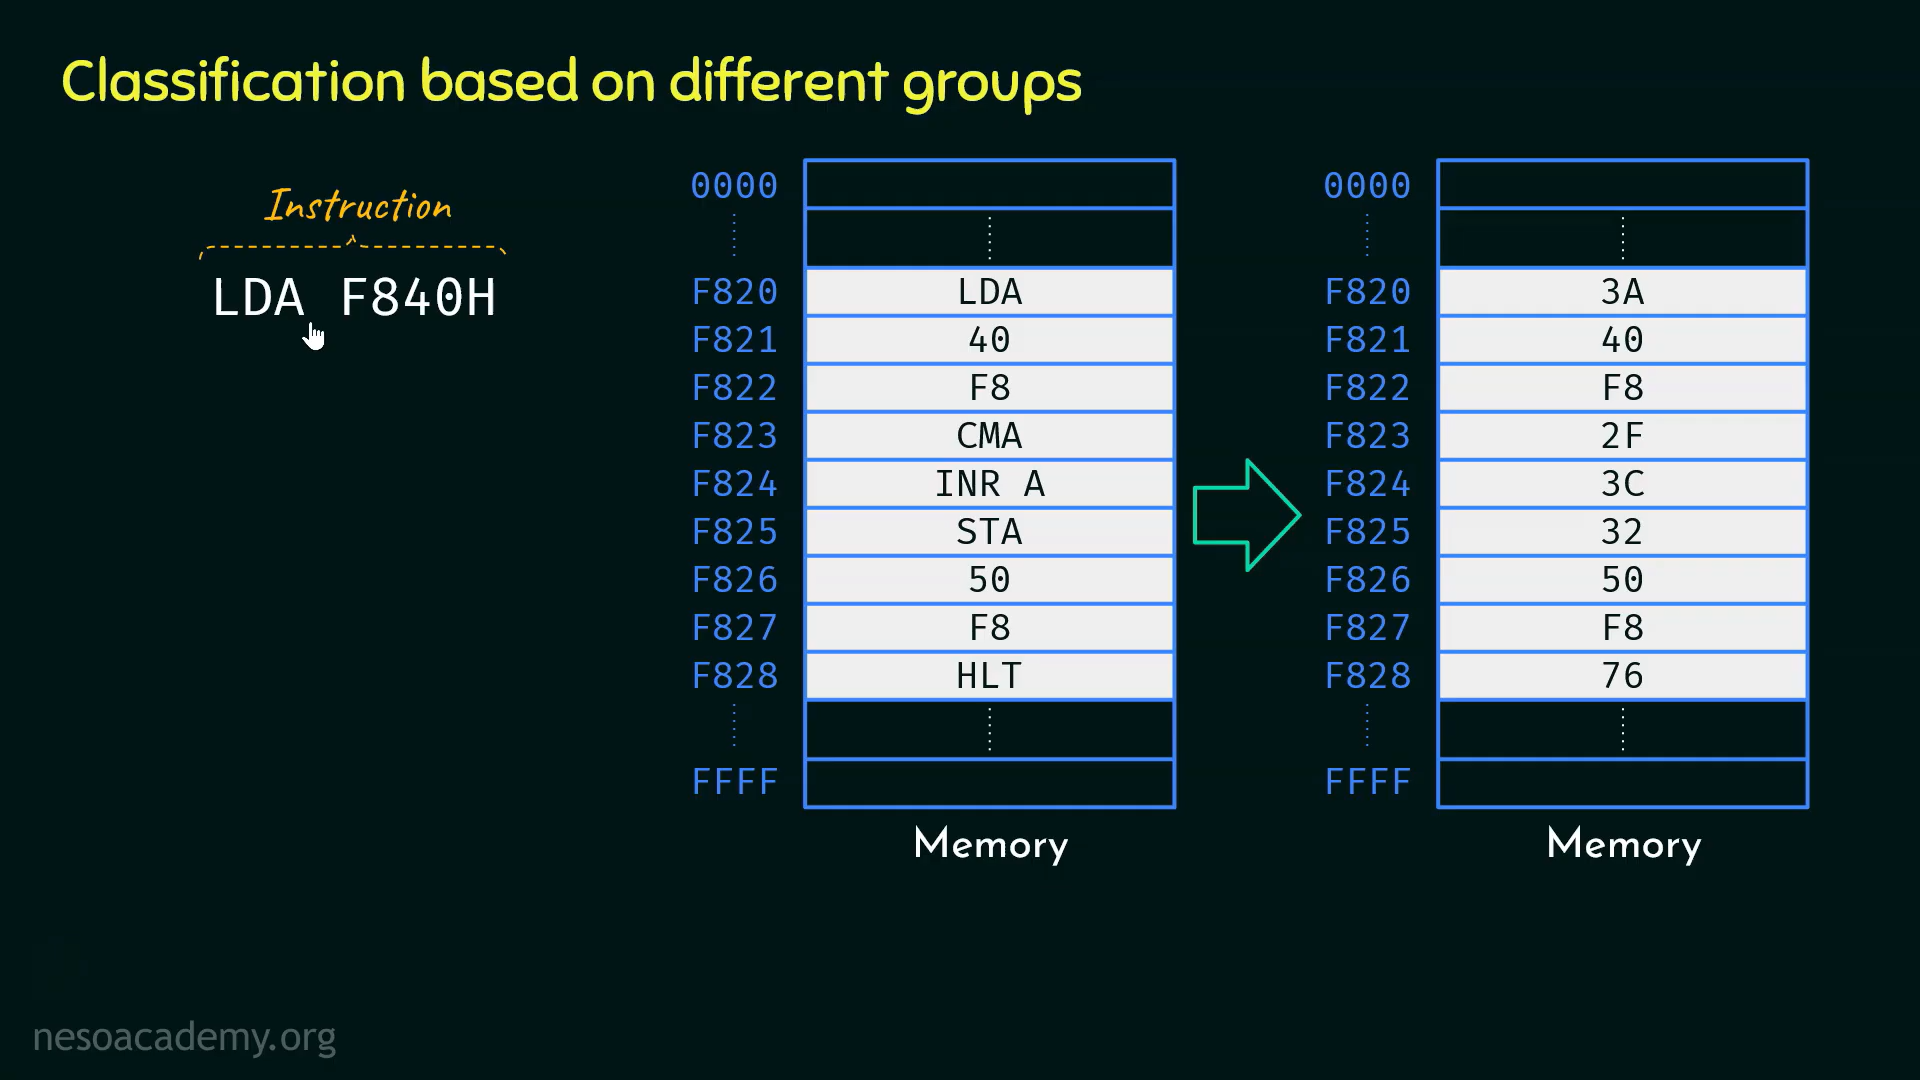 Classification based on different groups
Instruction
LDA F840H
0000
F820 LDA
F821 40
F822 F8
F823 CMA
F824 INR A
F825 STA
F826 50
F827 F8
F828 HLT
FFFF
Memory
0000
F820 3A
F821 40
F822 F8
F823 2F
F824 3C
F825 32
F826 50
F827 F8
F828 76
FFFF
Memory
nesoacademy.org